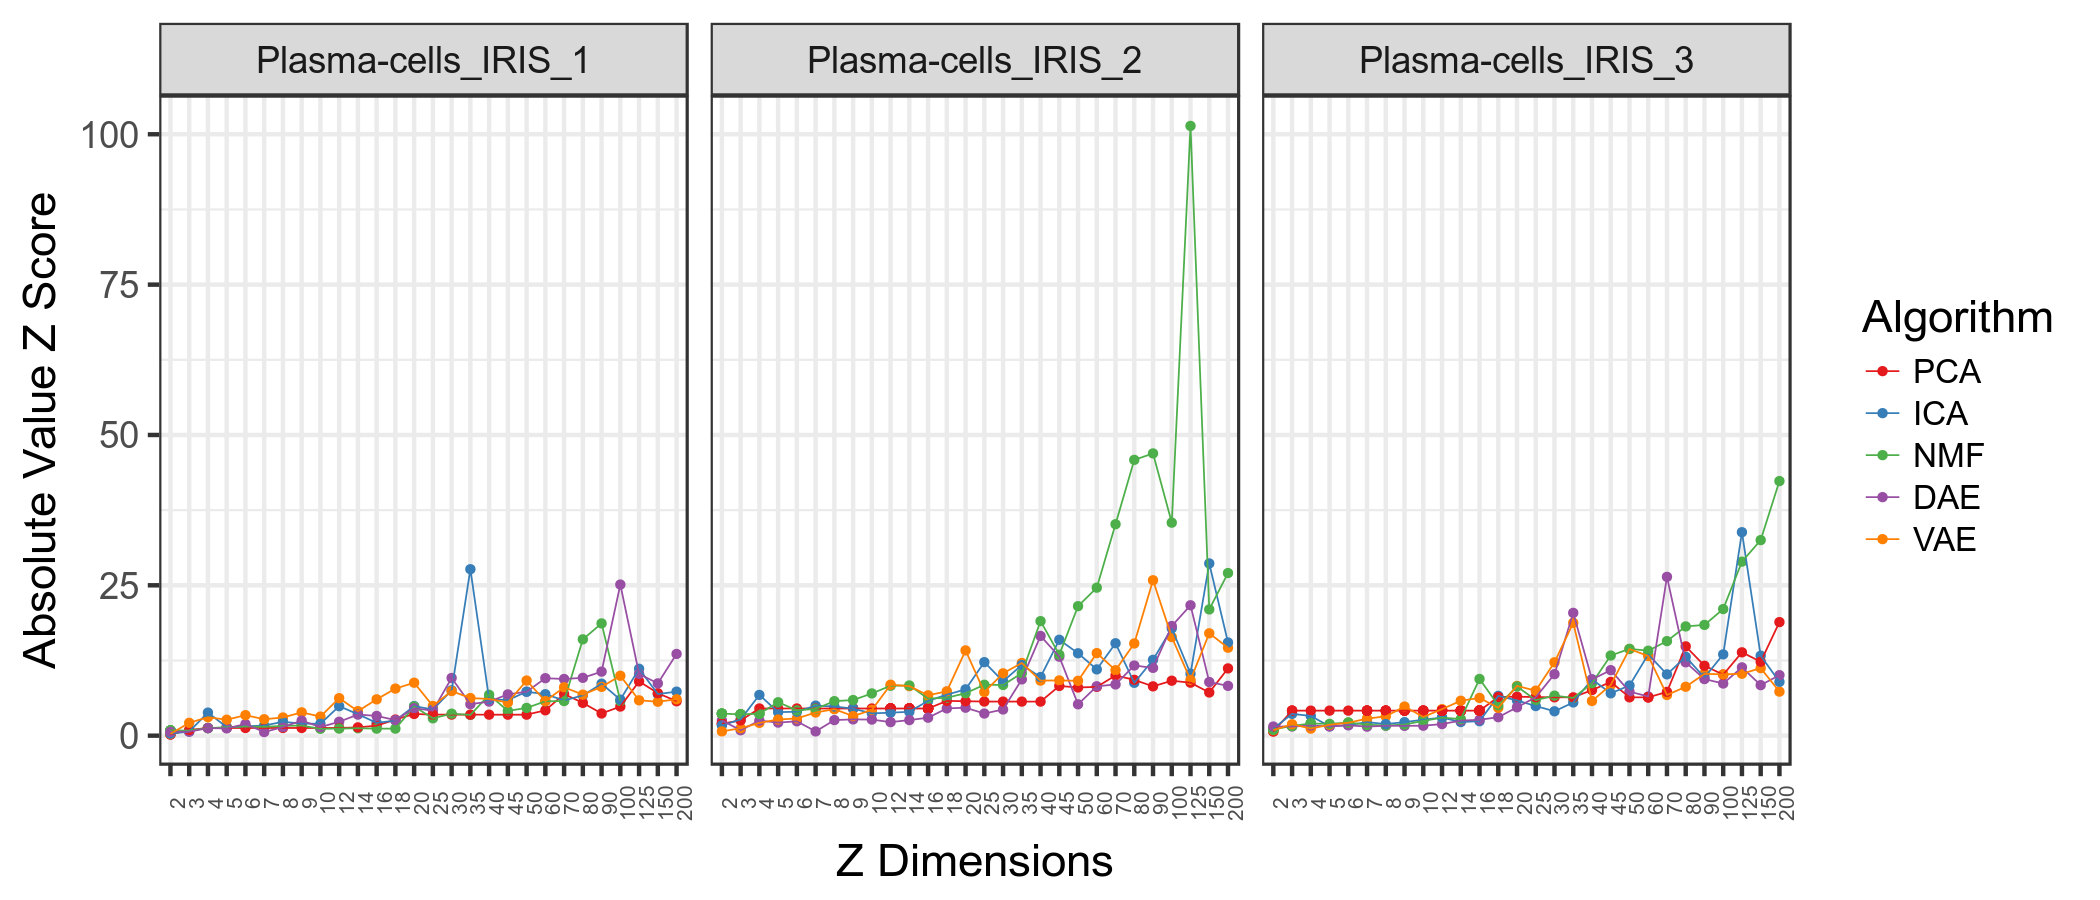 Plasma-cells_IRIS_1 Plasma-cells_IRIS_2 Plasma-cells_IRIS_3
Absolute Value Z Score
100
75
50
25
0
2 3 4 5 6 7 8 9 10 12 14 16 18 20 25 30 35 40 45 50 60 70 80 90 100 125 150 200
2 3 4 5 6 7 8 9 10 12 14 16 18 20 25 30 35 40 45 50 60 70 80 90 100 125 150 200
2 3 4 5 6 7 8 9 10 12 14 16 18 20 25 30 35 40 45 50 60 70 80 90 100 125 150 200
Z Dimensions
Algorithm
PCA
ICA
NMF
DAE
VAE